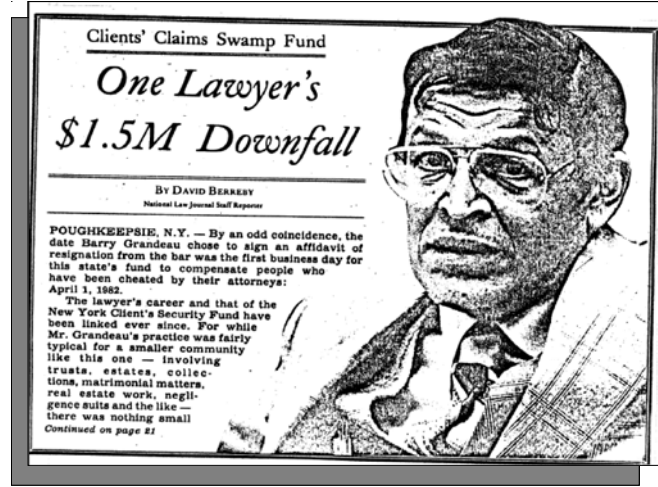 Clients' Claims Swamp Fund
One Lawyer's
$1.5M Downfall
BY DAVID BERREBY
National Law Journal Staff Reporter
POUGHKEEPSIE, N.Y. — By an odd coincidence, the
date Barry Grandeau chose to sign an affidavit of
resignation from the bar was the first business day for
this state's fund to compensate people who
have been cheated by their attorneys:
April 1, 1982.
The lawyer's career and that of the
New York Client's Security Fund have
been linked ever since. For while
Mr. Grandeau's practice was fairly
typical for a smaller community
like this one — involving
trusts, estates, collec-
tions, matrimonial matters,
real estate work, negli-
gence suits and the like —
there was nothing small
Continued on page 21